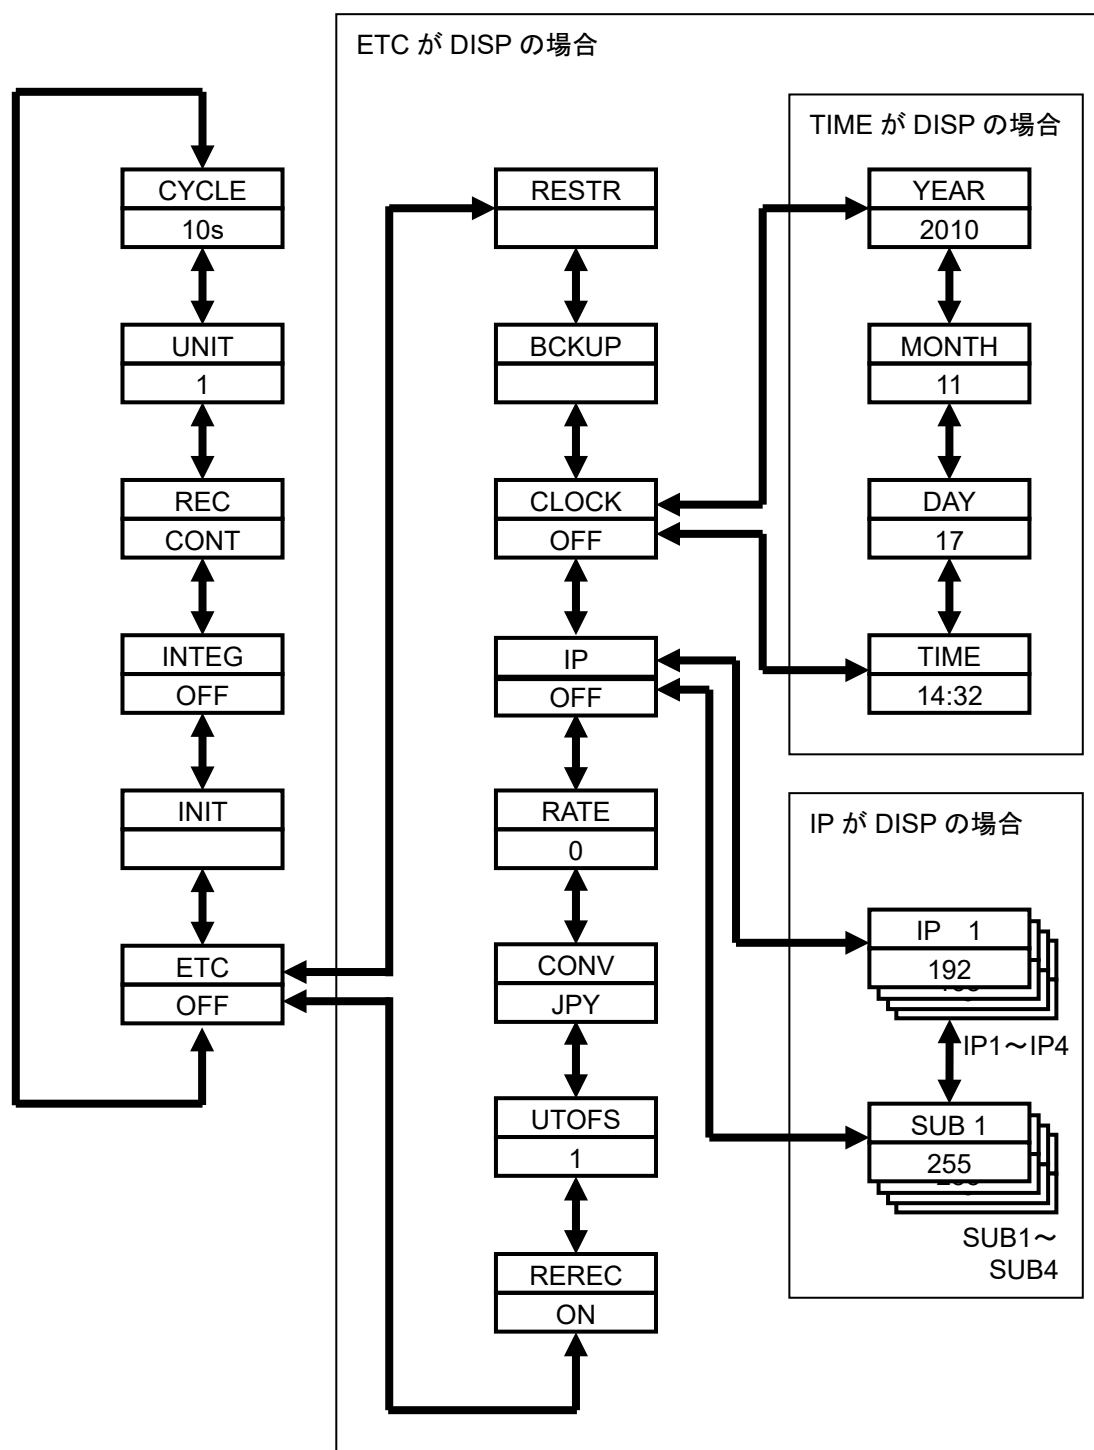 ETC が DISP の場合
CYCLE
10s
UNIT
1
REC
CONT
INTEG
OFF
INIT
ETC
OFF
RESTR
BCKUP
CLOCK
OFF
IP
OFF
RATE
0
CONV
JPY
UTOFS
1
REREC
ON
TIME が DISP の場合
YEAR
2010
MONTH
11
DAY
17
TIME
14:32
IP が DISP の場合
IP 1
192
IP1～IP4
SUB 1
255
SUB1～
SUB4